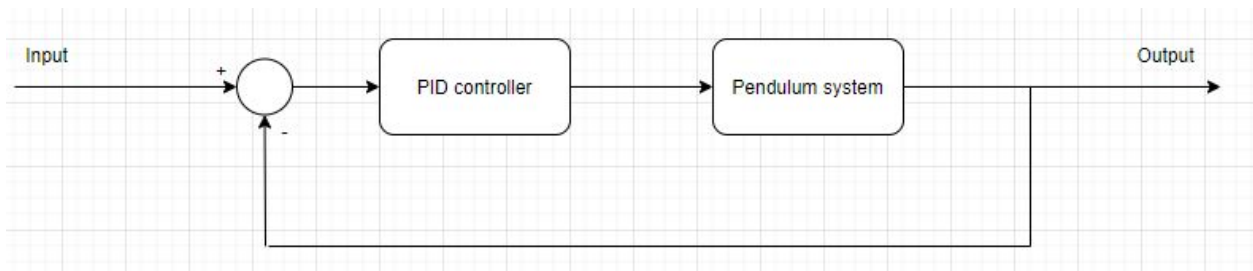 Input
Output
+
PID controller
Pendulum system
-